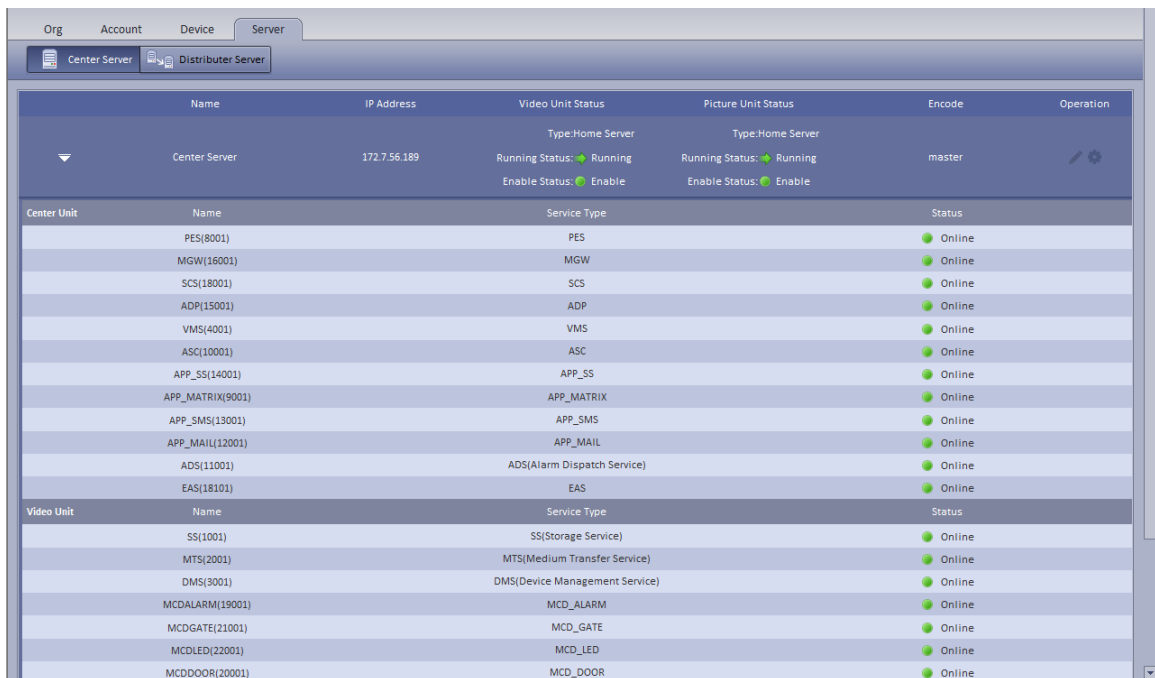 Org Account Device Server
Center Server Distributer Server
Name IP Address Video Unit Status Picture Unit Status Encode Operation
Type:Home Server Type:Home Server
Center Server 172.7.56.189 Running Status: Running Running Status: Running master
Enable Status: Enable Enable Status: Enable
Center Unit Name Service Type Status
PES(8001) PES Online
MGW(16001) MGW Online
SCS(18001) SCS Online
ADP(15001) ADP Online
VMS(4001) VMS Online
ASC(10001) ASC Online
APP_SS(14001) APP_SS Online
APP_MATRIX(9001) APP_MATRIX Online
APP_SMS(13001) APP_SMS Online
APP_MAIL(12001) APP_MAIL Online
ADS(11001) ADS(Alarm Dispatch Service) Online
EAS(18101) EAS Online
Video Unit Name Service Type Status
SS(1001) SS(Storage Service) Online
MTS(2001) MTS(Medium Transfer Service) Online
DMS(3001) DMS(Device Management Service) Online
MCDALARM(19001) MCD_ALARM Online
MCDGATE(21001) MCD_GATE Online
MCDLED(22001) MCD_LED Online
MCDDOOR(20001) MCD_DOOR Online